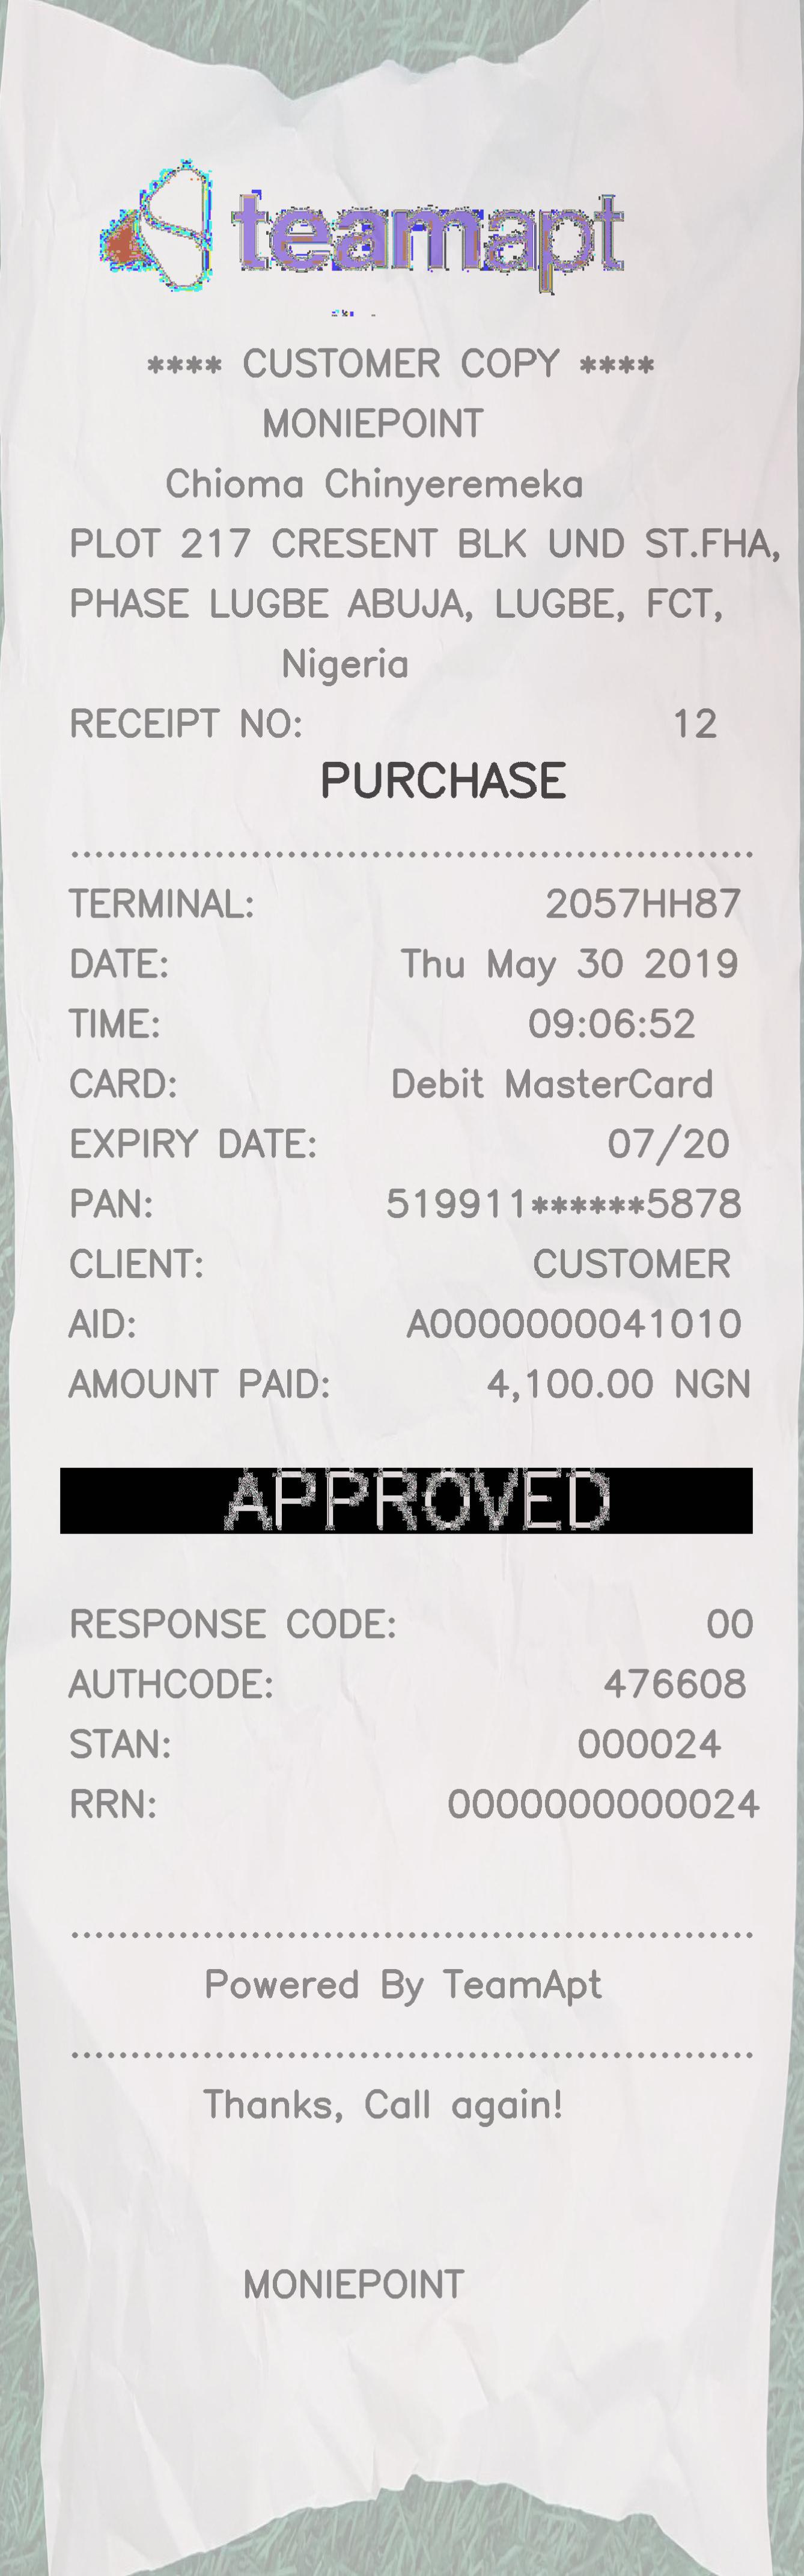 teamapt
**** CUSTOMER COPY ****
MONIEPOINT
Chioma Chinyeremeka
PLOT 217 CRESENT BLK UND ST.FHA,
PHASE LUGBE ABUJA, LUGBE, FCT,
Nigeria
RECEIPT NO: 12
PURCHASE
TERMINAL: 2057HH87
DATE: Thu May 30 2019
TIME: 09:06:52
CARD: Debit MasterCard
EXPIRY DATE: 07/20
PAN: 519911******5878
CLIENT: CUSTOMER
AID: A0000000041010
AMOUNT PAID: 4,100.00 NGN
APPROVED
RESPONSE CODE: 00
AUTHCODE: 476608
STAN: 000024
RRN: 0000000000024
Powered By TeamApt
Thanks, Call again!
MONIEPOINT